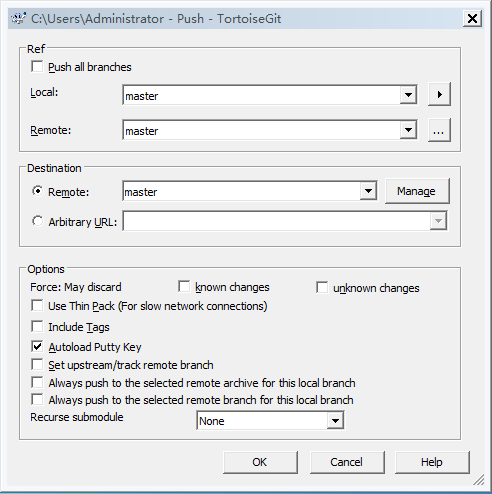 C:\Users\Administrator - Push - TortoiseGit
Ref
Push all branches
Local: master
Remote: master ...
Destination
Remote: master Manage
Arbitrary URL:
Options
Force: May discard known changes unknown changes
Use Thin Pack (For slow network connections)
Include Tags
Autoload Putty Key
Set upstream/track remote branch
Always push to the selected remote archive for this local branch
Always push to the selected remote branch for this local branch
Recurse submodule None
OK Cancel Help